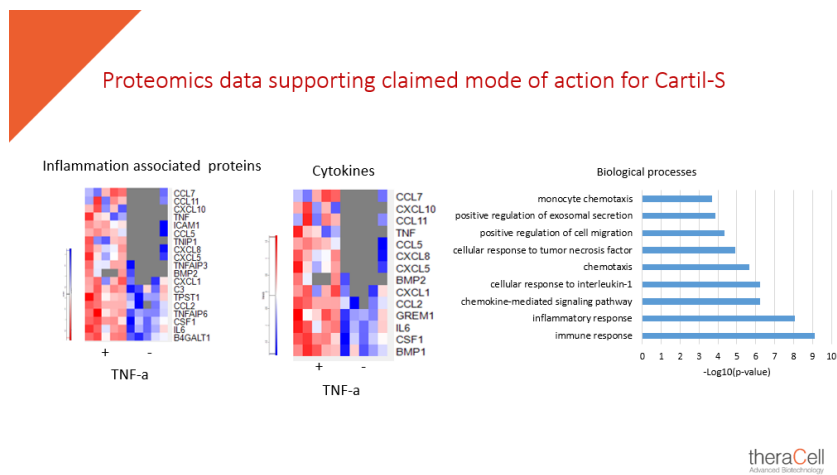 Proteomics data supporting claimed mode of action for Cartil-S
Inflammation associated proteins
CCL7
CCL11
CXCL10
TNF
ICAM1
CCL5
TNIP1
CXCL8
CXCL5
TNFAIP3
BMP2
CXCL1
C3
TPST1
CCL2
TNFAIP6
CSF1
IL6
B4GALT1
+ -
TNF-a
Cytokines
CCL7
CXCL10
CCL11
TNF
CCL5
CXCL8
CXCL5
BMP2
CXCL1
CCL2
GREM1
IL6
CSF1
BMP1
+ -
TNF-a
Biological processes
monocyte chemotaxis
positive regulation of exosomal secretion
positive regulation of cell migration
cellular response to tumor necrosis factor
chemotaxis
cellular response to interleukin-1
chemokine-mediated signaling pathway
inflammatory response
immune response
0 1 2 3 4 5 6 7 8 9 10
-Log10(p-value)
theraCell
Advanced Biotechnology